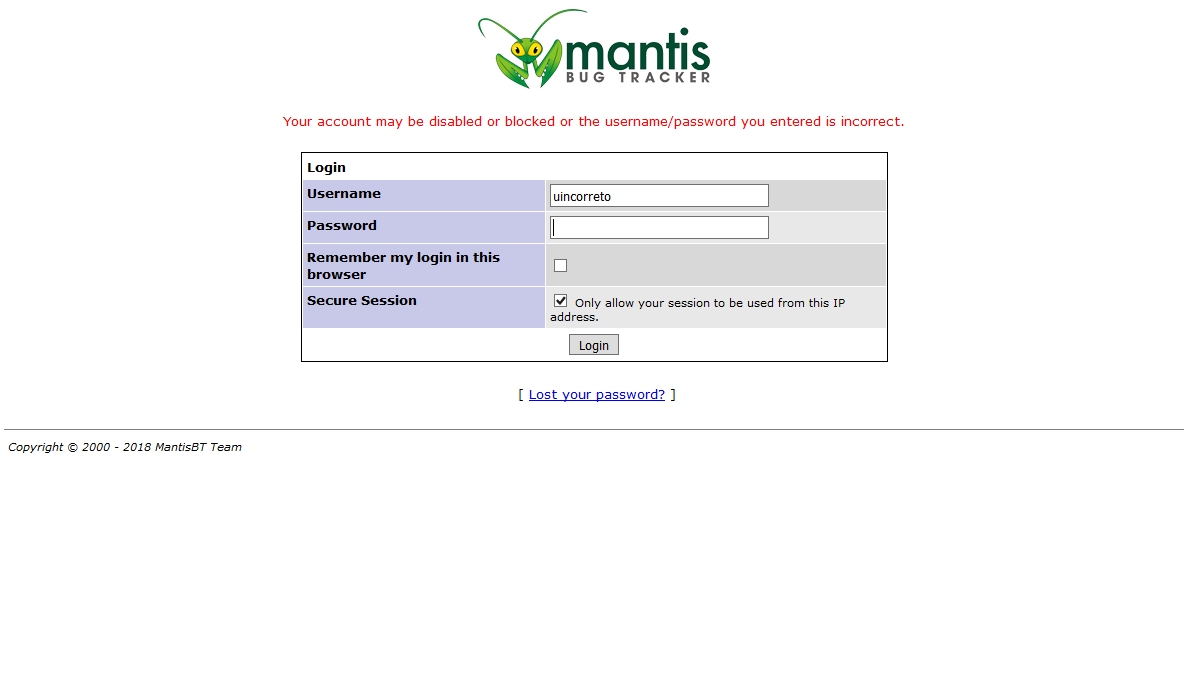 mantis
BUG TRACKER
Your account may be disabled or blocked or the username/password you entered is incorrect.
Login
Username
uincorreto
Password
Remember my login in this
browser
Secure Session
Only allow your session to be used from this IP
address.
Login
[ Lost your password? ]
Copyright © 2000 - 2018 MantisBT Team